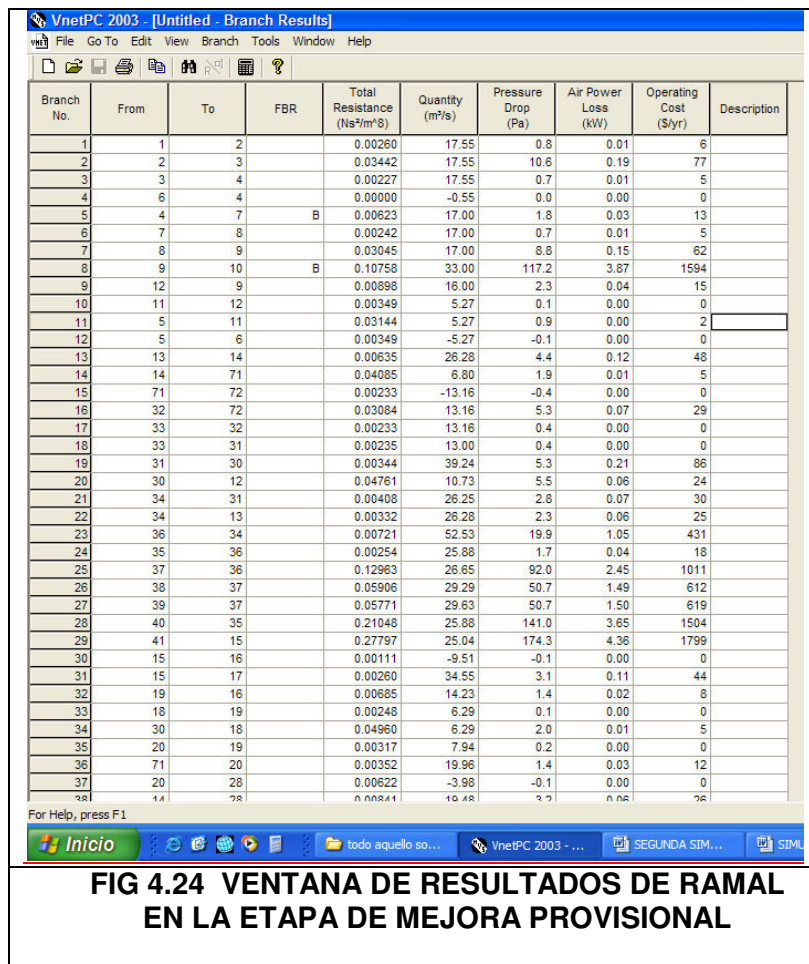 VnetPC 2003 - [Untitled - Branch Results]
File Go To Edit View Branch Tools Window Help
Branch No. From To FBR Total Resistance (Ns²/m^8) Quantity (m³/s) Pressure Drop (Pa) Air Power Loss (kW) Operating Cost ($/yr) Description
1 1 2 0.00260 17.55 0.8 0.01 6
2 2 3 0.03442 17.55 10.6 0.19 77
3 3 4 0.00227 17.55 0.7 0.01 5
4 6 4 0.00000 -0.55 0.0 0.00 0
5 4 7 B 0.00623 17.00 1.8 0.03 13
6 7 8 0.00242 17.00 0.7 0.01 5
7 8 9 0.03045 17.00 8.8 0.15 62
8 9 10 B 0.10758 33.00 117.2 3.87 1594
9 12 9 0.00898 16.00 2.3 0.04 15
10 11 12 0.00349 5.27 0.1 0.00 0
11 5 11 0.03144 5.27 0.9 0.00 2
12 5 6 0.00349 -5.27 -0.1 0.00 0
13 13 14 0.00635 26.28 4.4 0.12 48
14 14 71 0.04085 6.80 1.9 0.01 5
15 71 72 0.00233 -13.16 -0.4 0.00 0
16 32 72 0.03084 13.16 5.3 0.07 29
17 33 32 0.00233 13.16 0.4 0.00 0
18 33 31 0.00235 13.00 0.4 0.00 0
19 31 30 0.00344 39.24 5.3 0.21 86
20 30 12 0.04761 10.73 5.5 0.06 24
21 34 31 0.00408 26.25 2.8 0.07 30
22 34 13 0.00332 26.28 2.3 0.06 25
23 36 34 0.00721 52.53 19.9 1.05 431
24 35 36 0.00254 25.88 1.7 0.04 18
25 37 36 0.12963 26.65 92.0 2.45 1011
26 38 37 0.05906 29.29 50.7 1.49 612
27 39 37 0.05771 29.63 50.7 1.50 619
28 40 35 0.21048 25.88 141.0 3.65 1504
29 41 15 0.27797 25.04 174.3 4.36 1799
30 15 16 0.00111 -9.51 -0.1 0.00 0
31 15 17 0.00260 34.55 3.1 0.11 44
32 19 16 0.00685 14.23 1.4 0.02 8
33 18 19 0.00248 6.29 0.1 0.00 0
34 30 18 0.04960 6.29 2.0 0.01 5
35 20 19 0.00317 7.94 0.2 0.00 0
36 71 20 0.00352 19.96 1.4 0.03 12
37 20 28 0.00622 -3.98 -0.1 0.00 0
38 14 28 0.00841 19.48 3.2 0.06 26
For Help, press F1
Inicio todo aquello so... VnetPC 2003 - ... SEGUNDA SIM... SIMU
FIG 4.24 VENTANA DE RESULTADOS DE RAMAL
EN LA ETAPA DE MEJORA PROVISIONAL